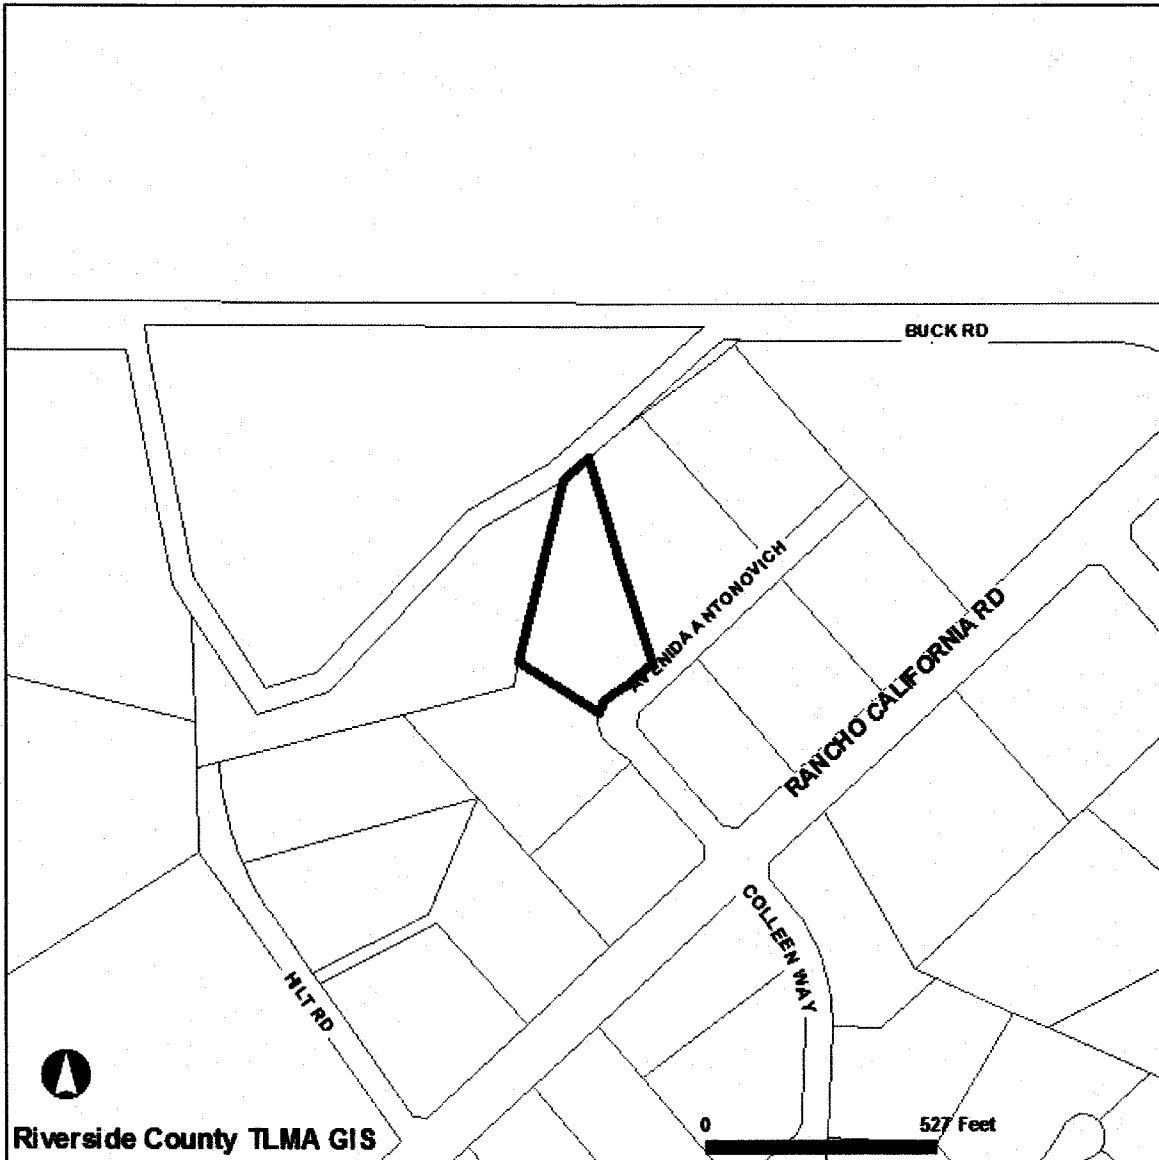 BUCK RD
AVENIDA ANTONOVICH
RANCHO CALIFORNIA RD
COLLEEN WAY
HILT RD
0 527 Feet
Riverside County TLMA GIS